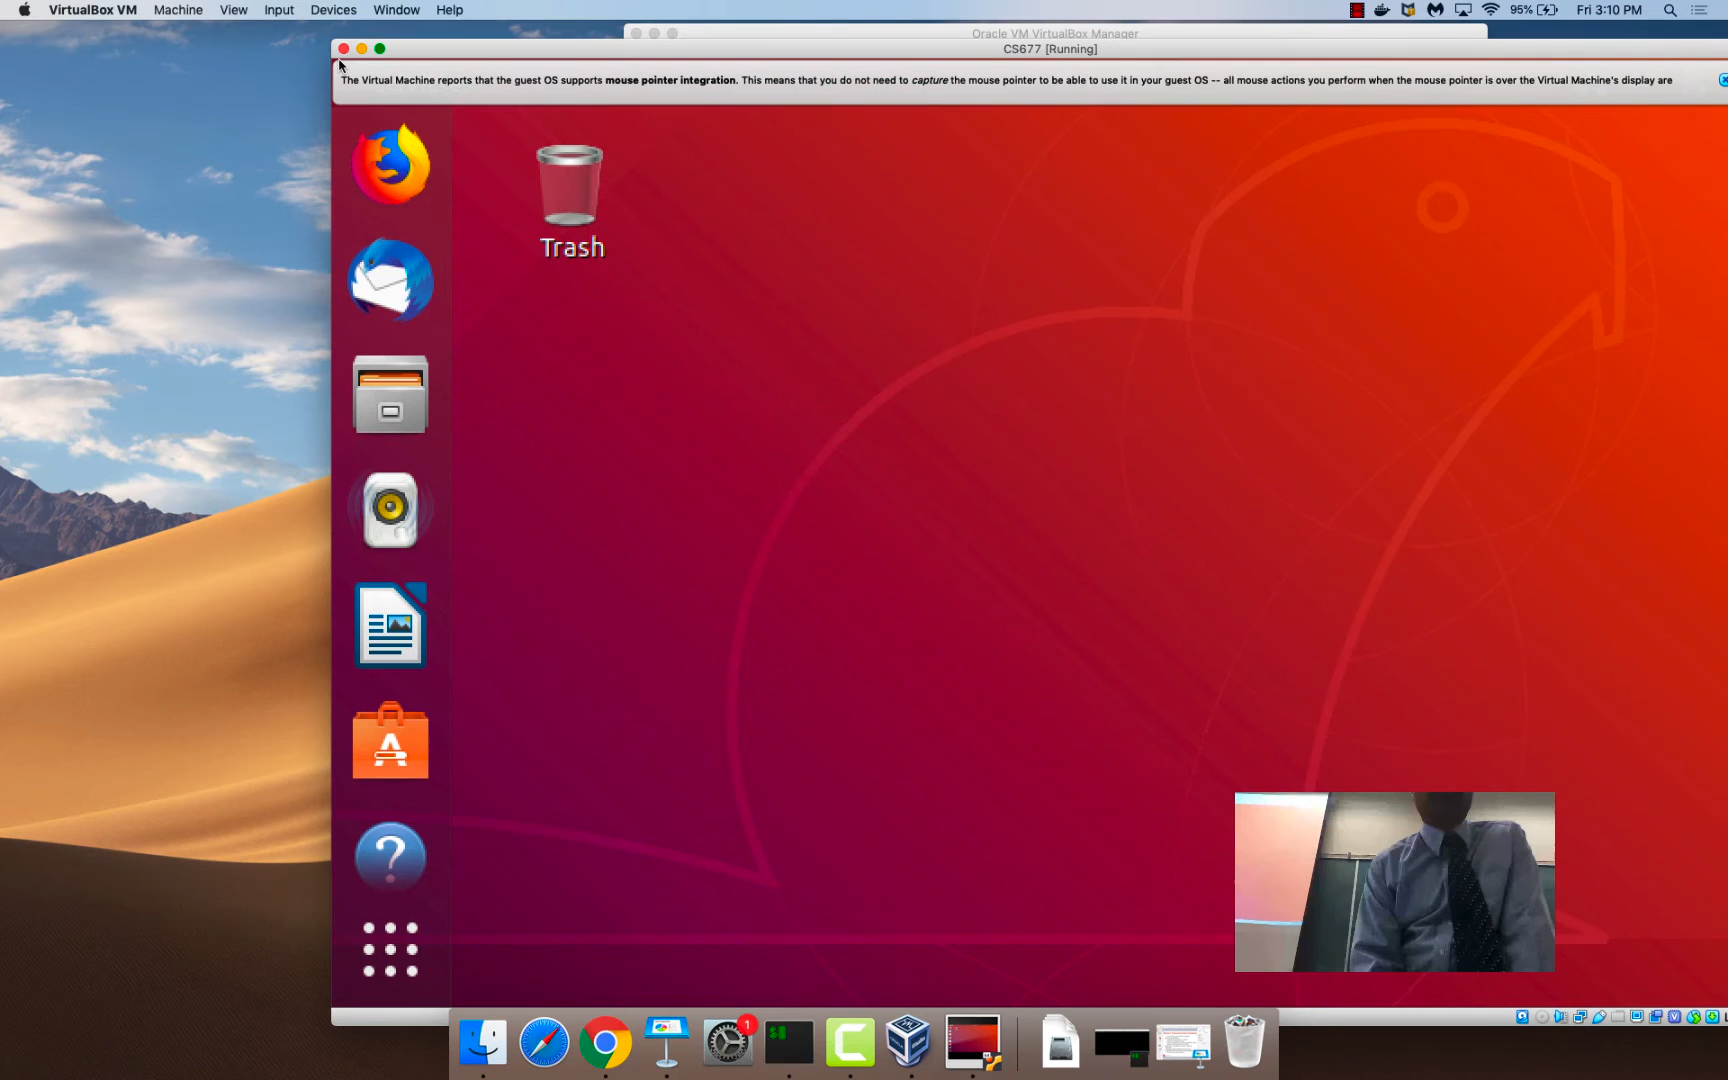 VirtualBox VM Machine View Input Devices Window Help 95% Fri 3:10 PM
Oracle VM VirtualBox Manager
CS677 [Running]
The Virtual Machine reports that the guest OS supports mouse pointer integration. This means that you do not need to capture the mouse pointer to be able to use it in your guest OS -- all mouse actions you perform when the mouse pointer is over the Virtual Machine's display are
Trash
1